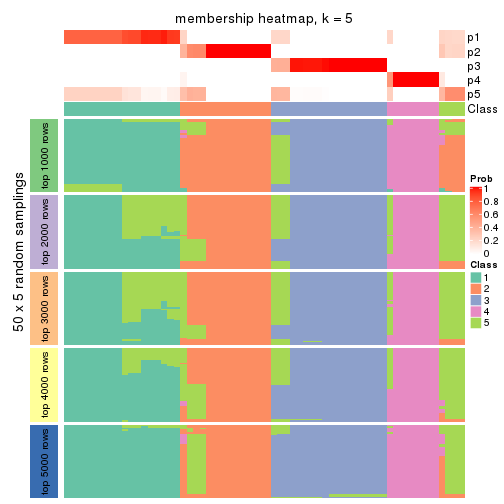 membership heatmap, k = 5
p1
p2
p3
p4
p5
Class
50 x 5 random samplings
top 1000 rows
top 2000 rows
top 3000 rows
top 4000 rows
top 5000 rows
Prob
1
0.8
0.6
0.4
0.2
0
Class
1
2
3
4
5